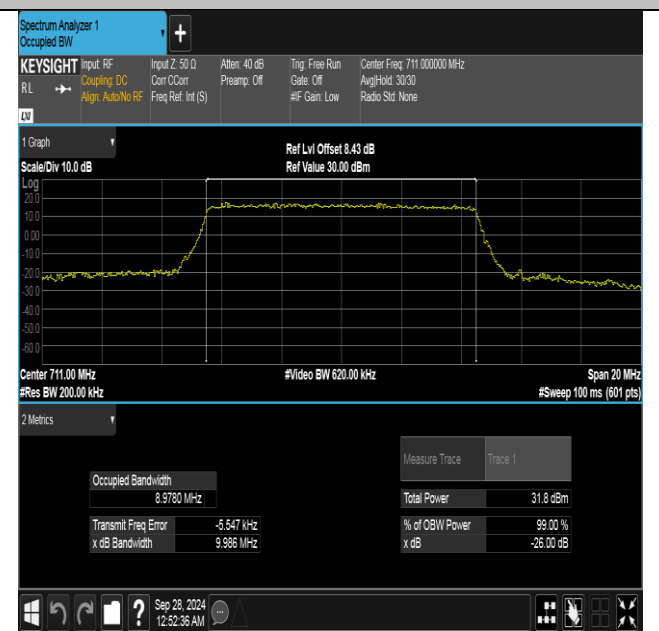 Spectrum Analyzer 1
Occupied BW
+
KEYSIGHT
RL
LXI
Input: RF
Coupling: DC
Align: Auto/No RF
Input Z: 50 Ω
Corr CCorr
Freq Ref: Int (S)
Atten: 40 dB
Preamp: Off
Trig: Free Run
Gate: Off
#IF Gain: Low
Center Freq: 711.000000 MHz
Avg|Hold: 30/30
Radio Std: None
1 Graph
Scale/Div 10.0 dB
Ref Lvl Offset 8.43 dB
Ref Value 30.00 dBm
Log
20.0
10.0
0.00
-10.0
-20.0
-30.0
-40.0
-50.0
-60.0
Center 711.00 MHz
#Video BW 620.00 kHz
Span 20 MHz
#Res BW 200.00 kHz
#Sweep 100 ms (601 pts)
2 Metrics
Measure Trace Trace 1
Occupied Bandwidth
8.9780 MHz
Total Power 31.8 dBm
Transmit Freq Error -5.547 kHz
% of OBW Power 99.00 %
x dB Bandwidth 9.986 MHz
x dB -26.00 dB
?
Sep 28, 2024
12:52:36 AM